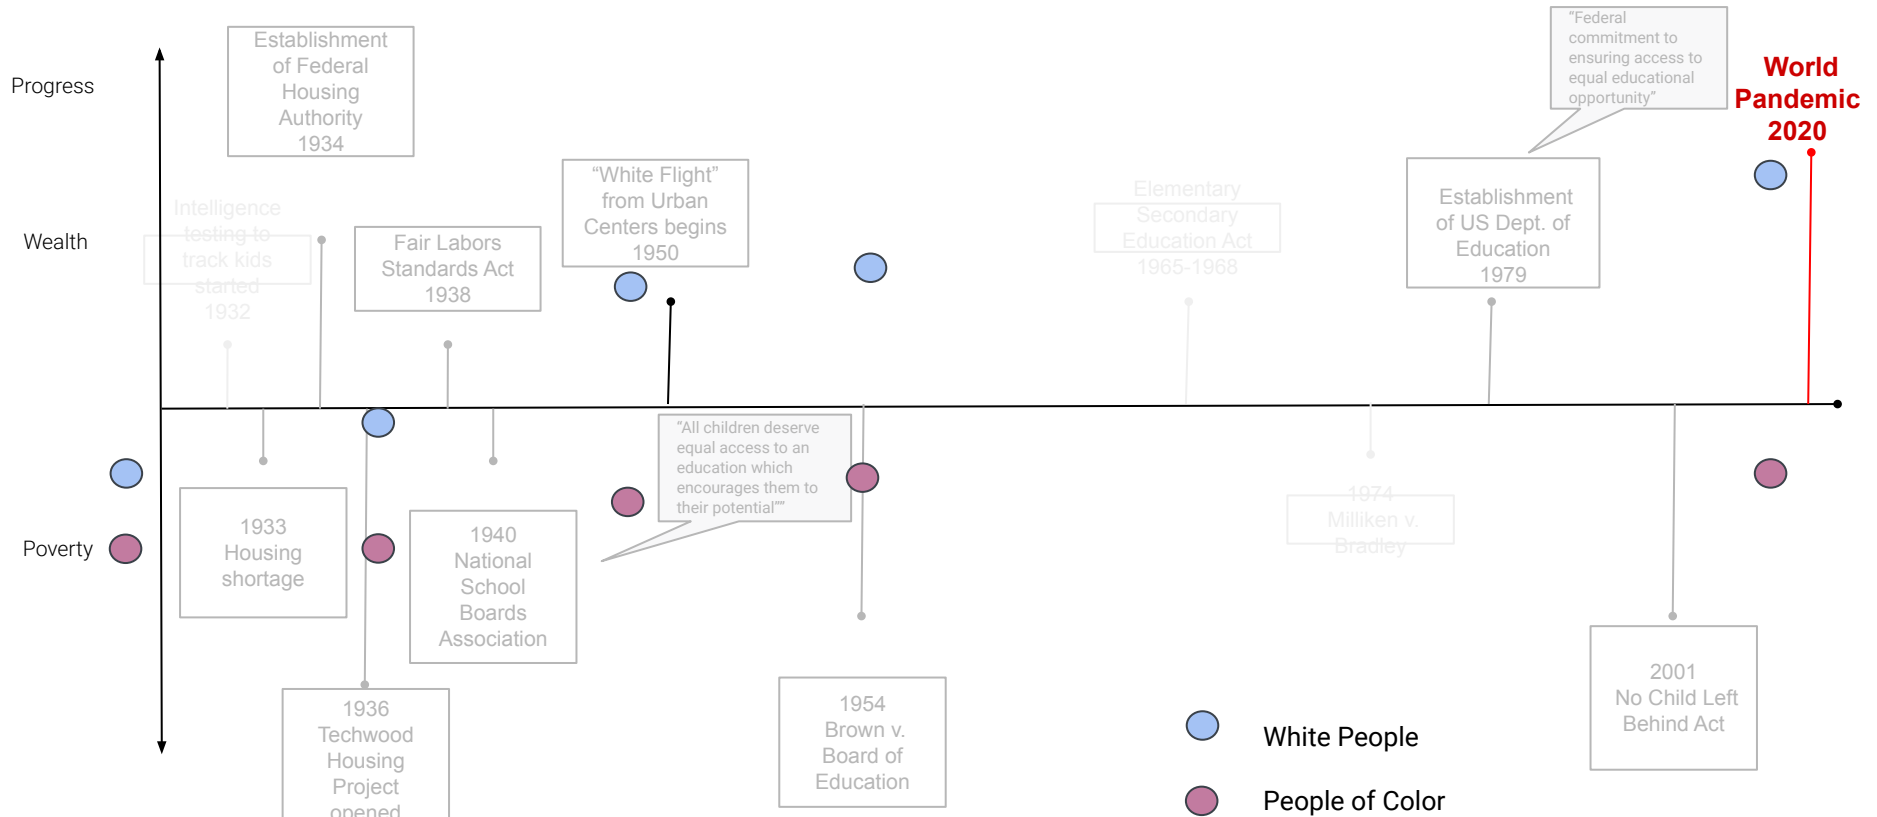 Progress
Wealth
Poverty
Establishment
of Federal
Housing
Authority
1934
Intelligence
testing to
track kids
started
1932
Fair Labors
Standards Act
1938
“White Flight”
from Urban
Centers begins
1950
Elementary
Secondary
Education Act
1965-1968
Establishment
of US Dept. of
Education
1979
“Federal
commitment to
ensuring access to
equal educational
opportunity”
World
Pandemic
2020
1933
Housing
shortage
1936
Techwood
Housing
Project
opened
1940
National
School
Boards
Association
“All children deserve
equal access to an
education which
encourages them to
their potential””
1954
Brown v.
Board of
Education
1974
Milliken v.
Bradley
2001
No Child Left
Behind Act
White People
People of Color